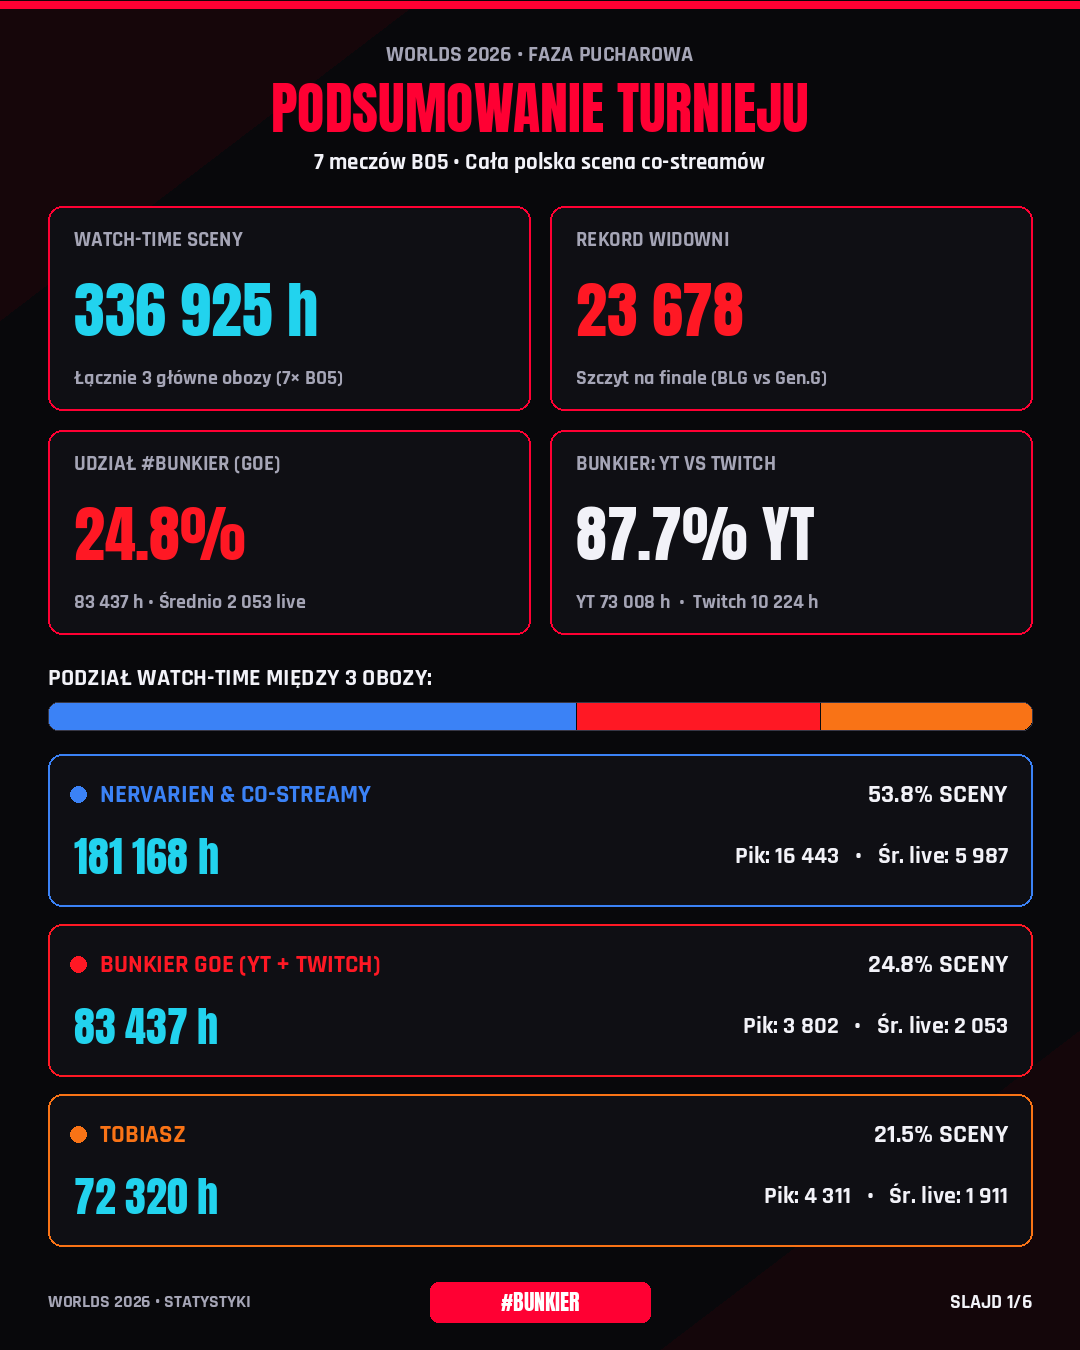 WORLDS 2026 • FAZA PUCHAROWA
PODSUMOWANIE TURNIEJU
7 meczów BO5 • Cała polska scena co-streamów
WATCH-TIME SCENY
336 925 h
Łącznie 3 główne obozy (7× BO5)
REKORD WIDOWNI
23 678
Szczyt na finale (BLG vs Gen.G)
UDZIAŁ #BUNKIER (GOE)
24.8%
83 437 h • Średnio 2 053 live
BUNKIER: YT VS TWITCH
87.7% YT
YT 73 008 h • Twitch 10 224 h
PODZIAŁ WATCH-TIME MIĘDZY 3 OBOZY:
NERVARIEN & CO-STREAMY
53.8% SCENY
181 168 h
Pik: 16 443 • Śr. live: 5 987
BUNKIER GOE (YT + TWITCH)
24.8% SCENY
83 437 h
Pik: 3 802 • Śr. live: 2 053
TOBIASZ
21.5% SCENY
72 320 h
Pik: 4 311 • Śr. live: 1 911
WORLDS 2026 • STATYSTYKI
#BUNKIER
SLAJD 1/6